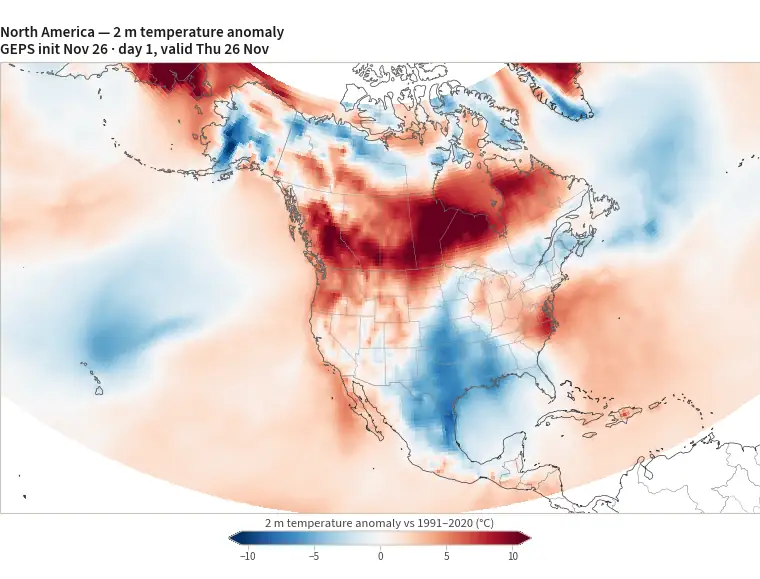 North America — 2 m temperature anomaly
GEPS init Nov 26 · day 1, valid Thu 26 Nov
2 m temperature anomaly vs 1991–2020 (°C)
−10 −5 0 5 10